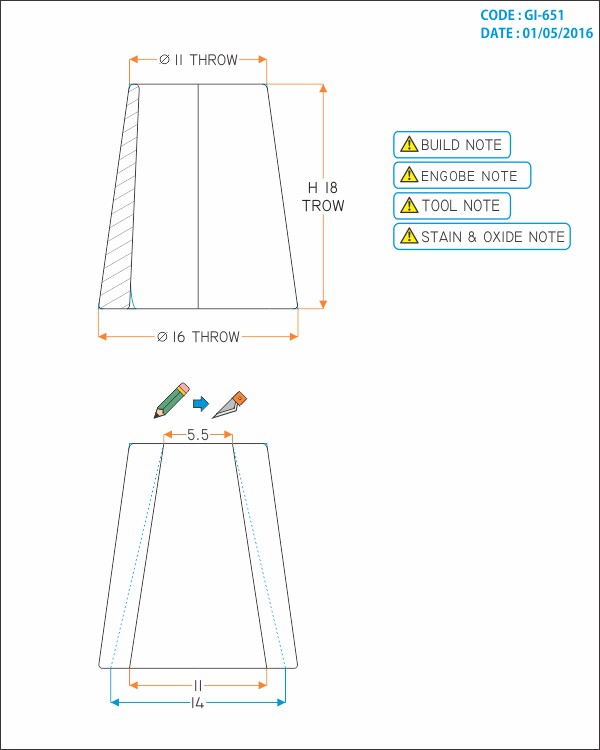 CODE : GI-651
DATE : 01/05/2016
Ø 11 THROW
H 18
TROW
BUILD NOTE
ENGOBE NOTE
TOOL NOTE
STAIN & OXIDE NOTE
Ø 16 THROW
5.5
11
14